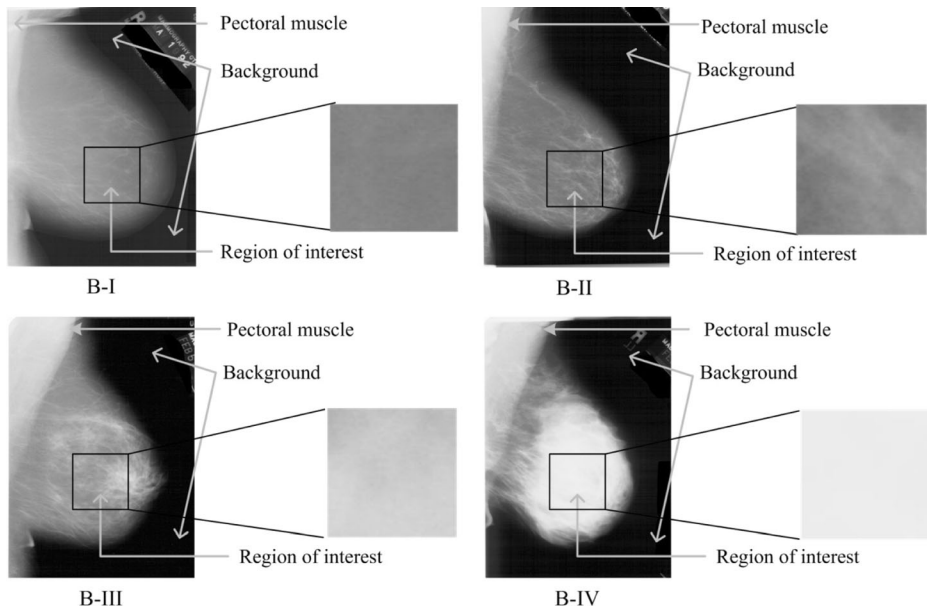 Pectoral muscle
Background
Region of interest
B-I
Pectoral muscle
Background
Region of interest
B-II
Pectoral muscle
Background
Region of interest
B-III
Pectoral muscle
Background
Region of interest
B-IV